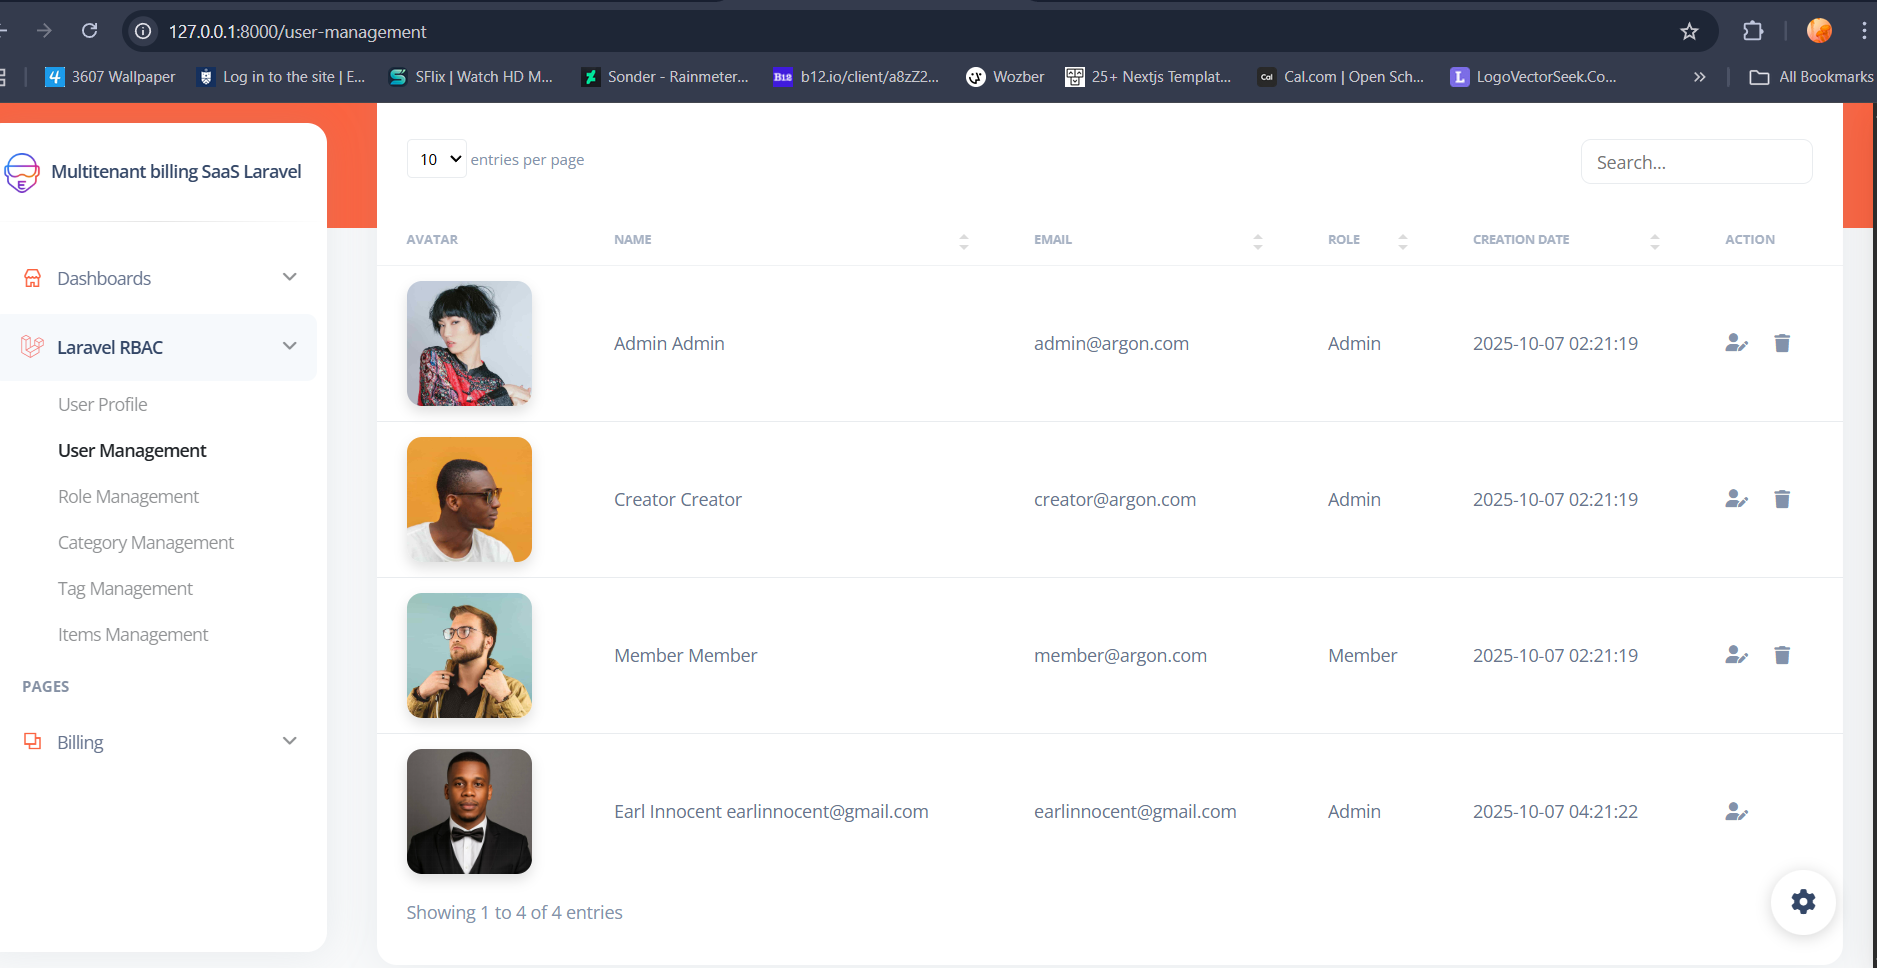 127.0.0.1:8000/user-management
3607 Wallpaper
Log in to the site | E...
SFlix | Watch HD M...
Sonder - Rainmeter...
B12
b12.io/client/a8zZ2...
Wozber
25+ Nextjs Templat...
Cal
Cal.com | Open Sch...
L
LogoVectorSeek.Co...
All Bookmarks
E
Multitenant billing SaaS Laravel
Dashboards
Laravel RBAC
User Profile
User Management
Role Management
Category Management
Tag Management
Items Management
PAGES
Billing
10 entries per page
Search...
AVATAR NAME EMAIL ROLE CREATION DATE ACTION
Admin Admin admin@argon.com Admin 2025-10-07 02:21:19
Creator Creator creator@argon.com Admin 2025-10-07 02:21:19
Member Member member@argon.com Member 2025-10-07 02:21:19
Earl Innocent earlinnocent@gmail.com earlinnocent@gmail.com Admin 2025-10-07 04:21:22
Showing 1 to 4 of 4 entries